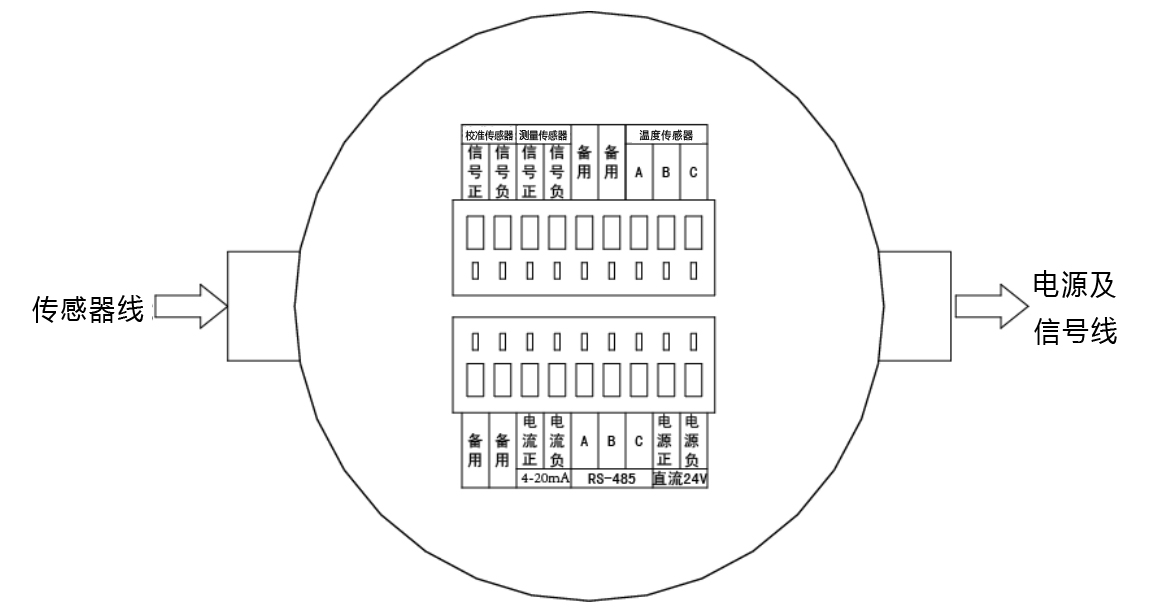 校准传感器 测量传感器 温度传感器
信号正 信号负 信号正 信号负 备用 备用 A B C
传感器线
电源及
信号线
备用 备用 电流正 电流负 A B C 电源正 电源负
4-20mA RS-485 直流24V